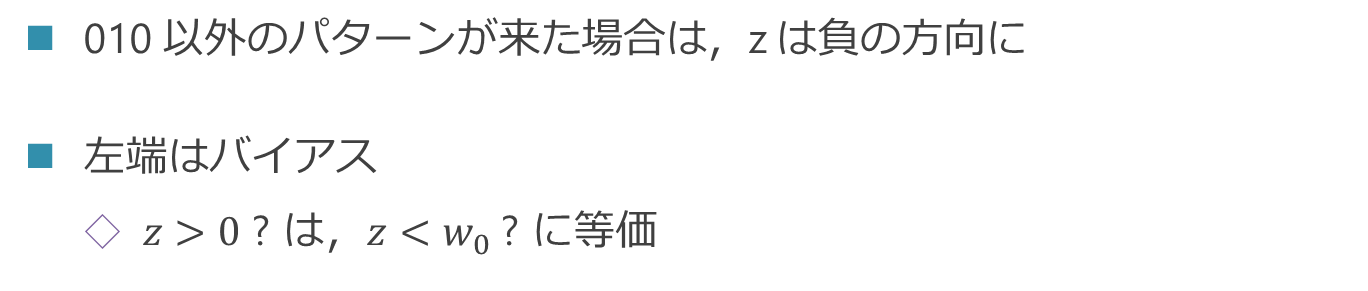 ■ 010 以外のパターンが来た場合は，z は負の方向に
■ 左端はバイアス
◇ z > 0 ? は，z < w₀ ? に等価